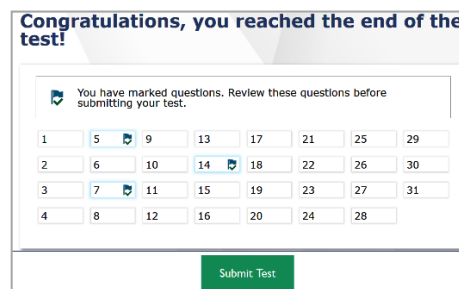 Congratulations, you reached the end of the
test!
You have marked questions. Review these questions before
submitting your test.
1 5 9 13 17 21 25 29
2 6 10 14 18 22 26 30
3 7 11 15 19 23 27 31
4 8 12 16 20 24 28
Submit Test